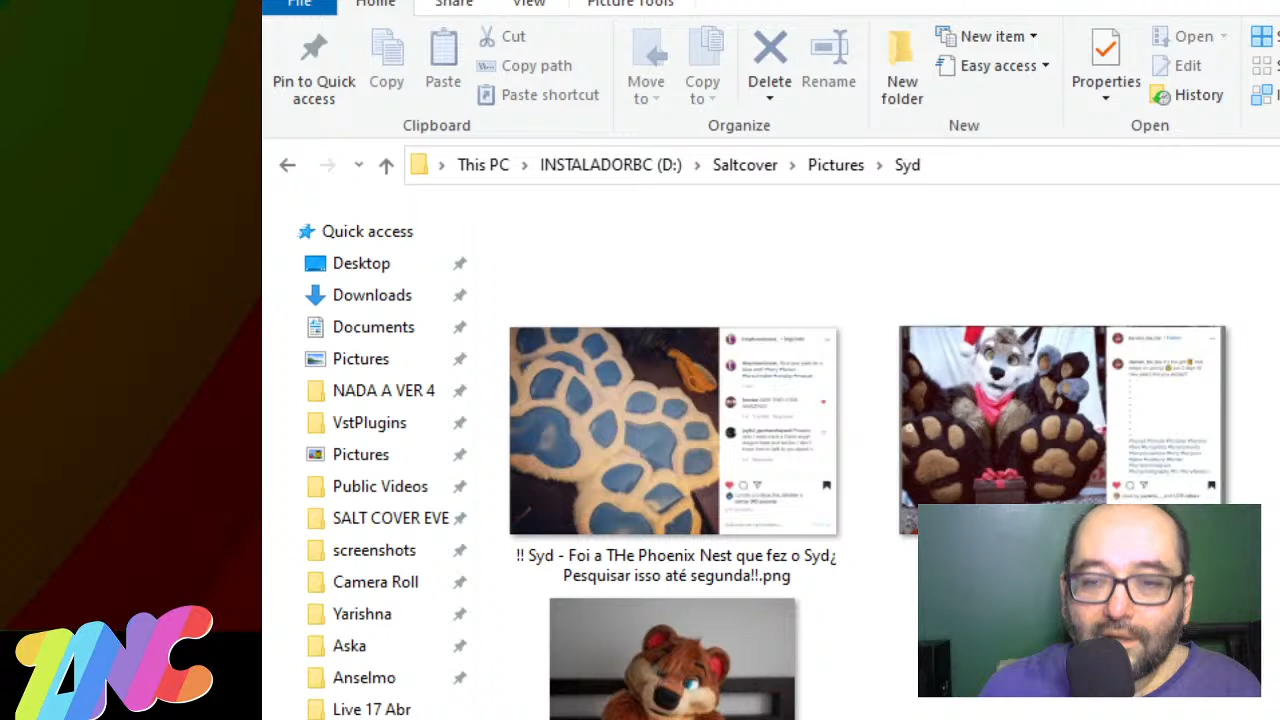 File Home Share View Picture Tools
Pin to Quick access
Copy
Paste
Cut
Copy path
Paste shortcut
Clipboard
Move to
Copy to
Delete
Rename
Organize
New folder
New item
Easy access
New
Properties
Open
Edit
History
Open
This PC > INSTALADORBC (D:) > Saltcover > Pictures > Syd
Quick access
Desktop
Downloads
Documents
Pictures
NADA A VER 4
VstPlugins
Pictures
Public Videos
SALT COVER EVE
screenshots
Camera Roll
Yarishna
Aska
Anselmo
Live 17 Abr
!! Syd - Foi a THe Phoenix Nest que fez o Syd¿
Pesquisar isso até segunda!!.png
ZNC